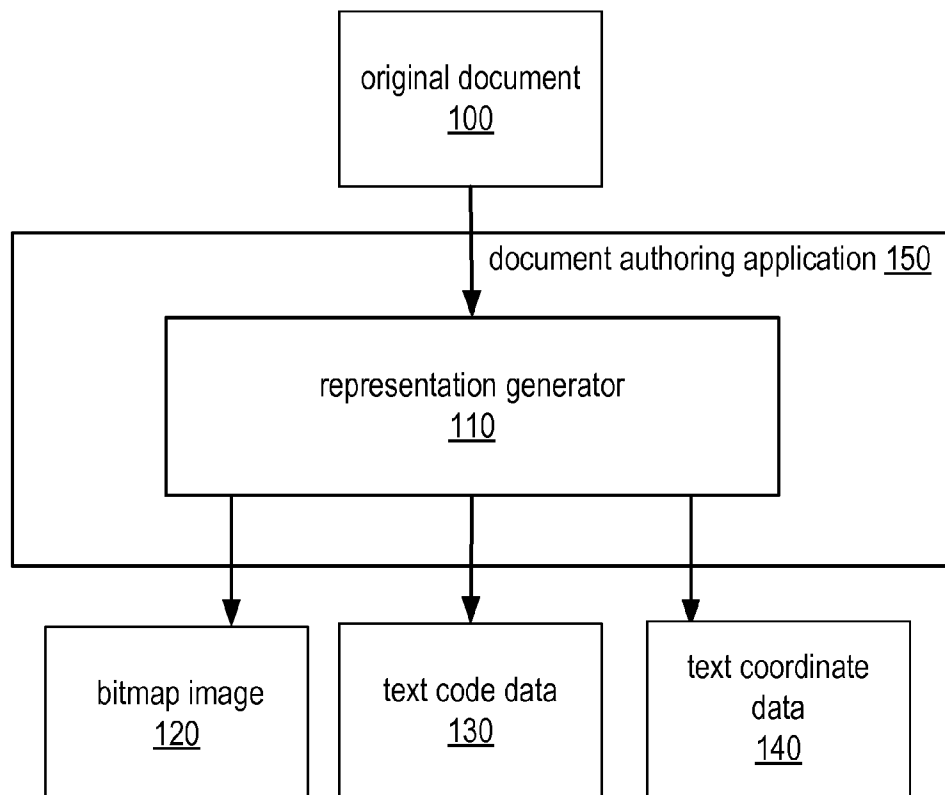 original document
100
document authoring application 150
representation generator
110
bitmap image
120
text code data
130
text coordinate
data
140